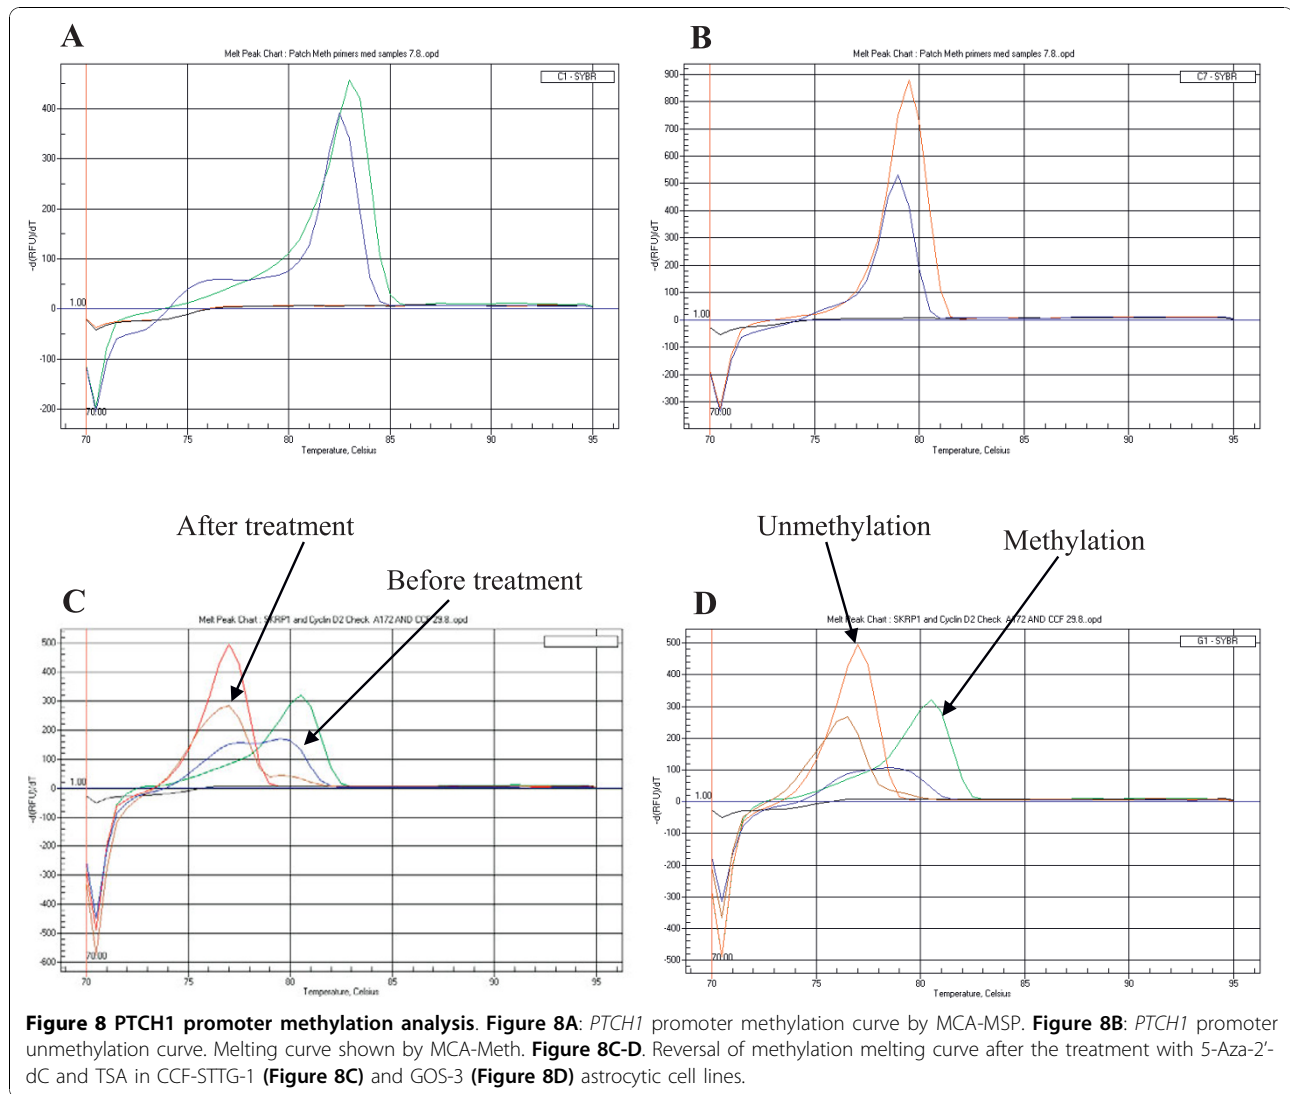 A
Melt Peak Chart : Patch Meth primers med samples 7.8..opd
C1 - SYBR
400
300
200
100
0
-100
-200
-d(RFU)/dT
1.00
70.00
70 75 80 85 90 95
Temperature, Celsius
B
Melt Peak Chart : Patch Meth primers med samples 7.8..opd
C7 - SYBR
900
800
700
600
500
400
300
200
100
0
-100
-200
-300
-d(RFU)/dT
1.00
70.00
70 75 80 85 90 95
Temperature, Celsius
After treatment
Before treatment
C
Melt Peak Chart : SKRP1 and Cyclin D2 Check A172 AND CCF 29.8..opd
500
400
300
200
100
0
-100
-200
-300
-400
-500
-600
-d(RFU)/dT
1.00
70.00
70 75 80 85 90 95
Temperature, Celsius
Unmethylation
Methylation
D
Melt Peak Chart : SKRP1 and Cyclin D2 Check A172 AND CCF 29.8..opd
G1 - SYBR
500
400
300
200
100
0
-100
-200
-300
-400
-500
-d(RFU)/dT
1.00
70.00
70 75 80 85 90 95
Temperature, Celsius
Figure 8 PTCH1 promoter methylation analysis. Figure 8A: PTCH1 promoter methylation curve by MCA-MSP. Figure 8B: PTCH1 promoter
unmethylation curve. Melting curve shown by MCA-Meth. Figure 8C-D. Reversal of methylation melting curve after the treatment with 5-Aza-2'-
dC and TSA in CCF-STTG-1 (Figure 8C) and GOS-3 (Figure 8D) astrocytic cell lines.